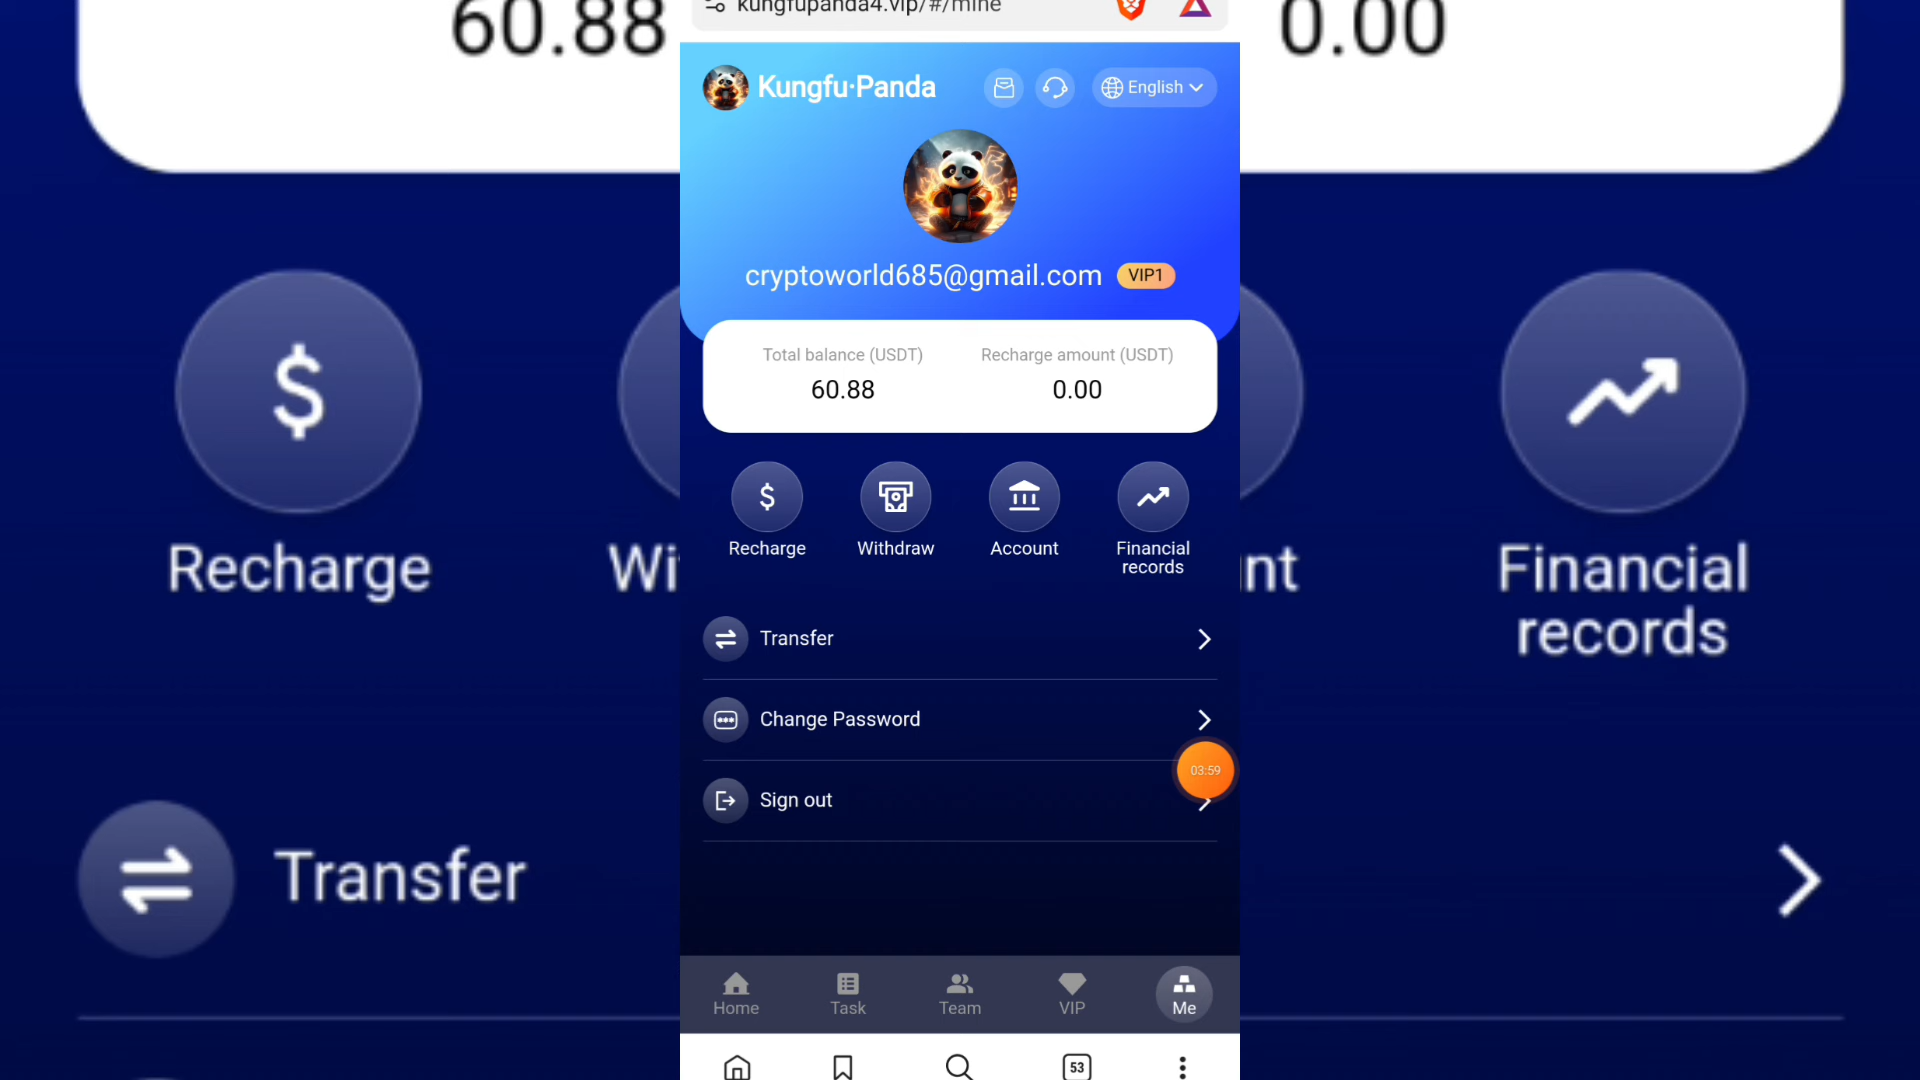 60.88
0.00
kungfupanda4.vip/#/mine
Kungfu·Panda
English
cryptoworld685@gmail.com VIP1
Total balance (USDT) Recharge amount (USDT)
60.88 0.00
Recharge Withdraw Account Financial records
Transfer
Change Password
03:59
Sign out
Home Task Team VIP Me
53
Recharge
Wi
nt
Financial
records
Transfer